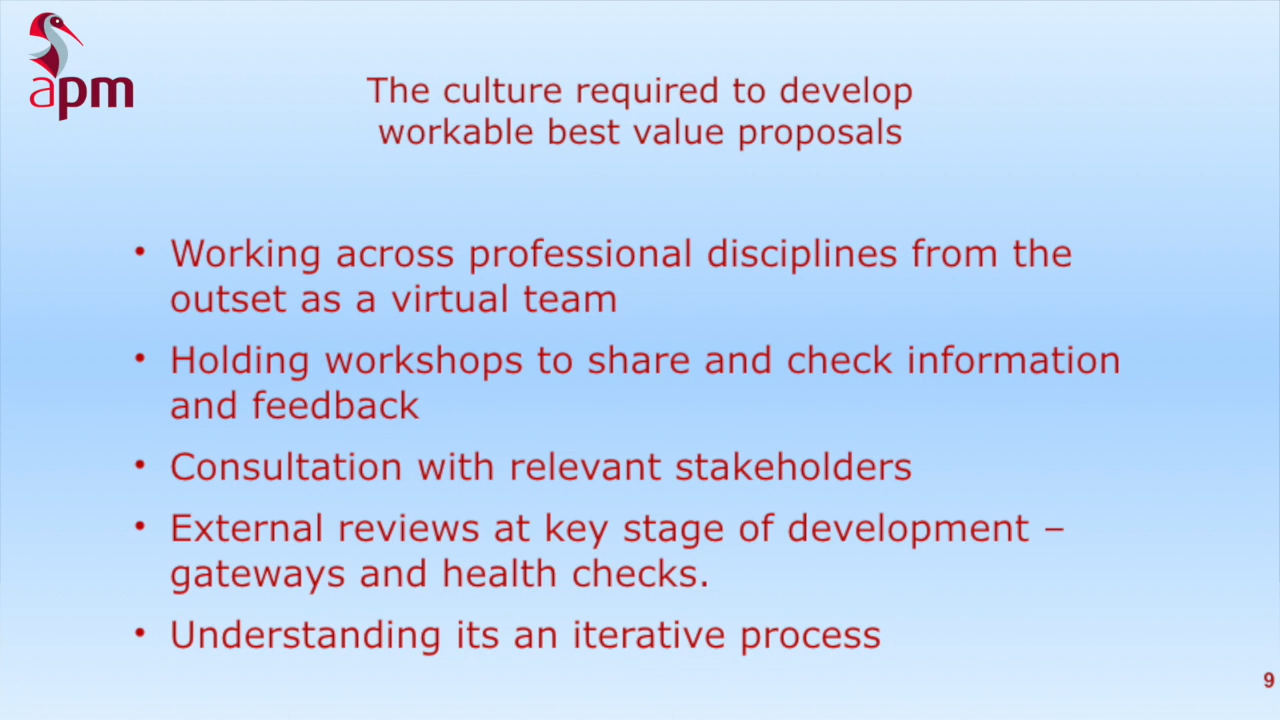 apm
The culture required to develop
workable best value proposals
• Working across professional disciplines from the
outset as a virtual team
• Holding workshops to share and check information
and feedback
• Consultation with relevant stakeholders
• External reviews at key stage of development –
gateways and health checks.
• Understanding its an iterative process
9